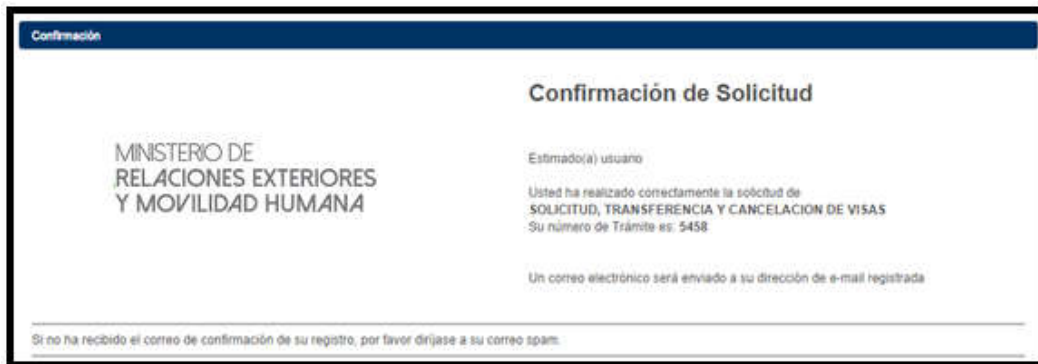 Confirmación
Confirmación de Solicitud
MINISTERIO DE
RELACIONES EXTERIORES
Y MOVILIDAD HUMANA
Estimado(a) usuario
Usted ha realizado correctamente la solicitud de
SOLICITUD, TRANSFERENCIA Y CANCELACION DE VISAS
Su número de Trámite es: 5458
Un correo electrónico será enviado a su dirección de e-mail registrada
Si no ha recibido el correo de confirmación de su registro, por favor diríjase a su correo spam.